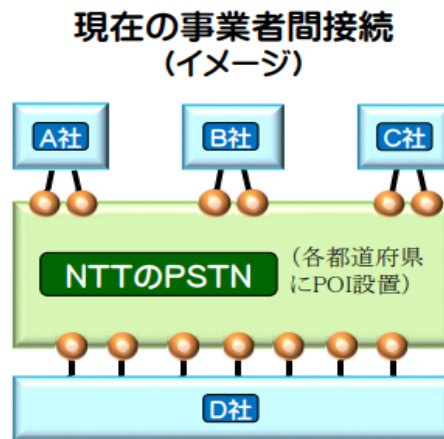 現在の事業者間接続
（イメージ）
A社
B社
C社
NTTのPSTN
（各都道府県
にPOI設置）
D社